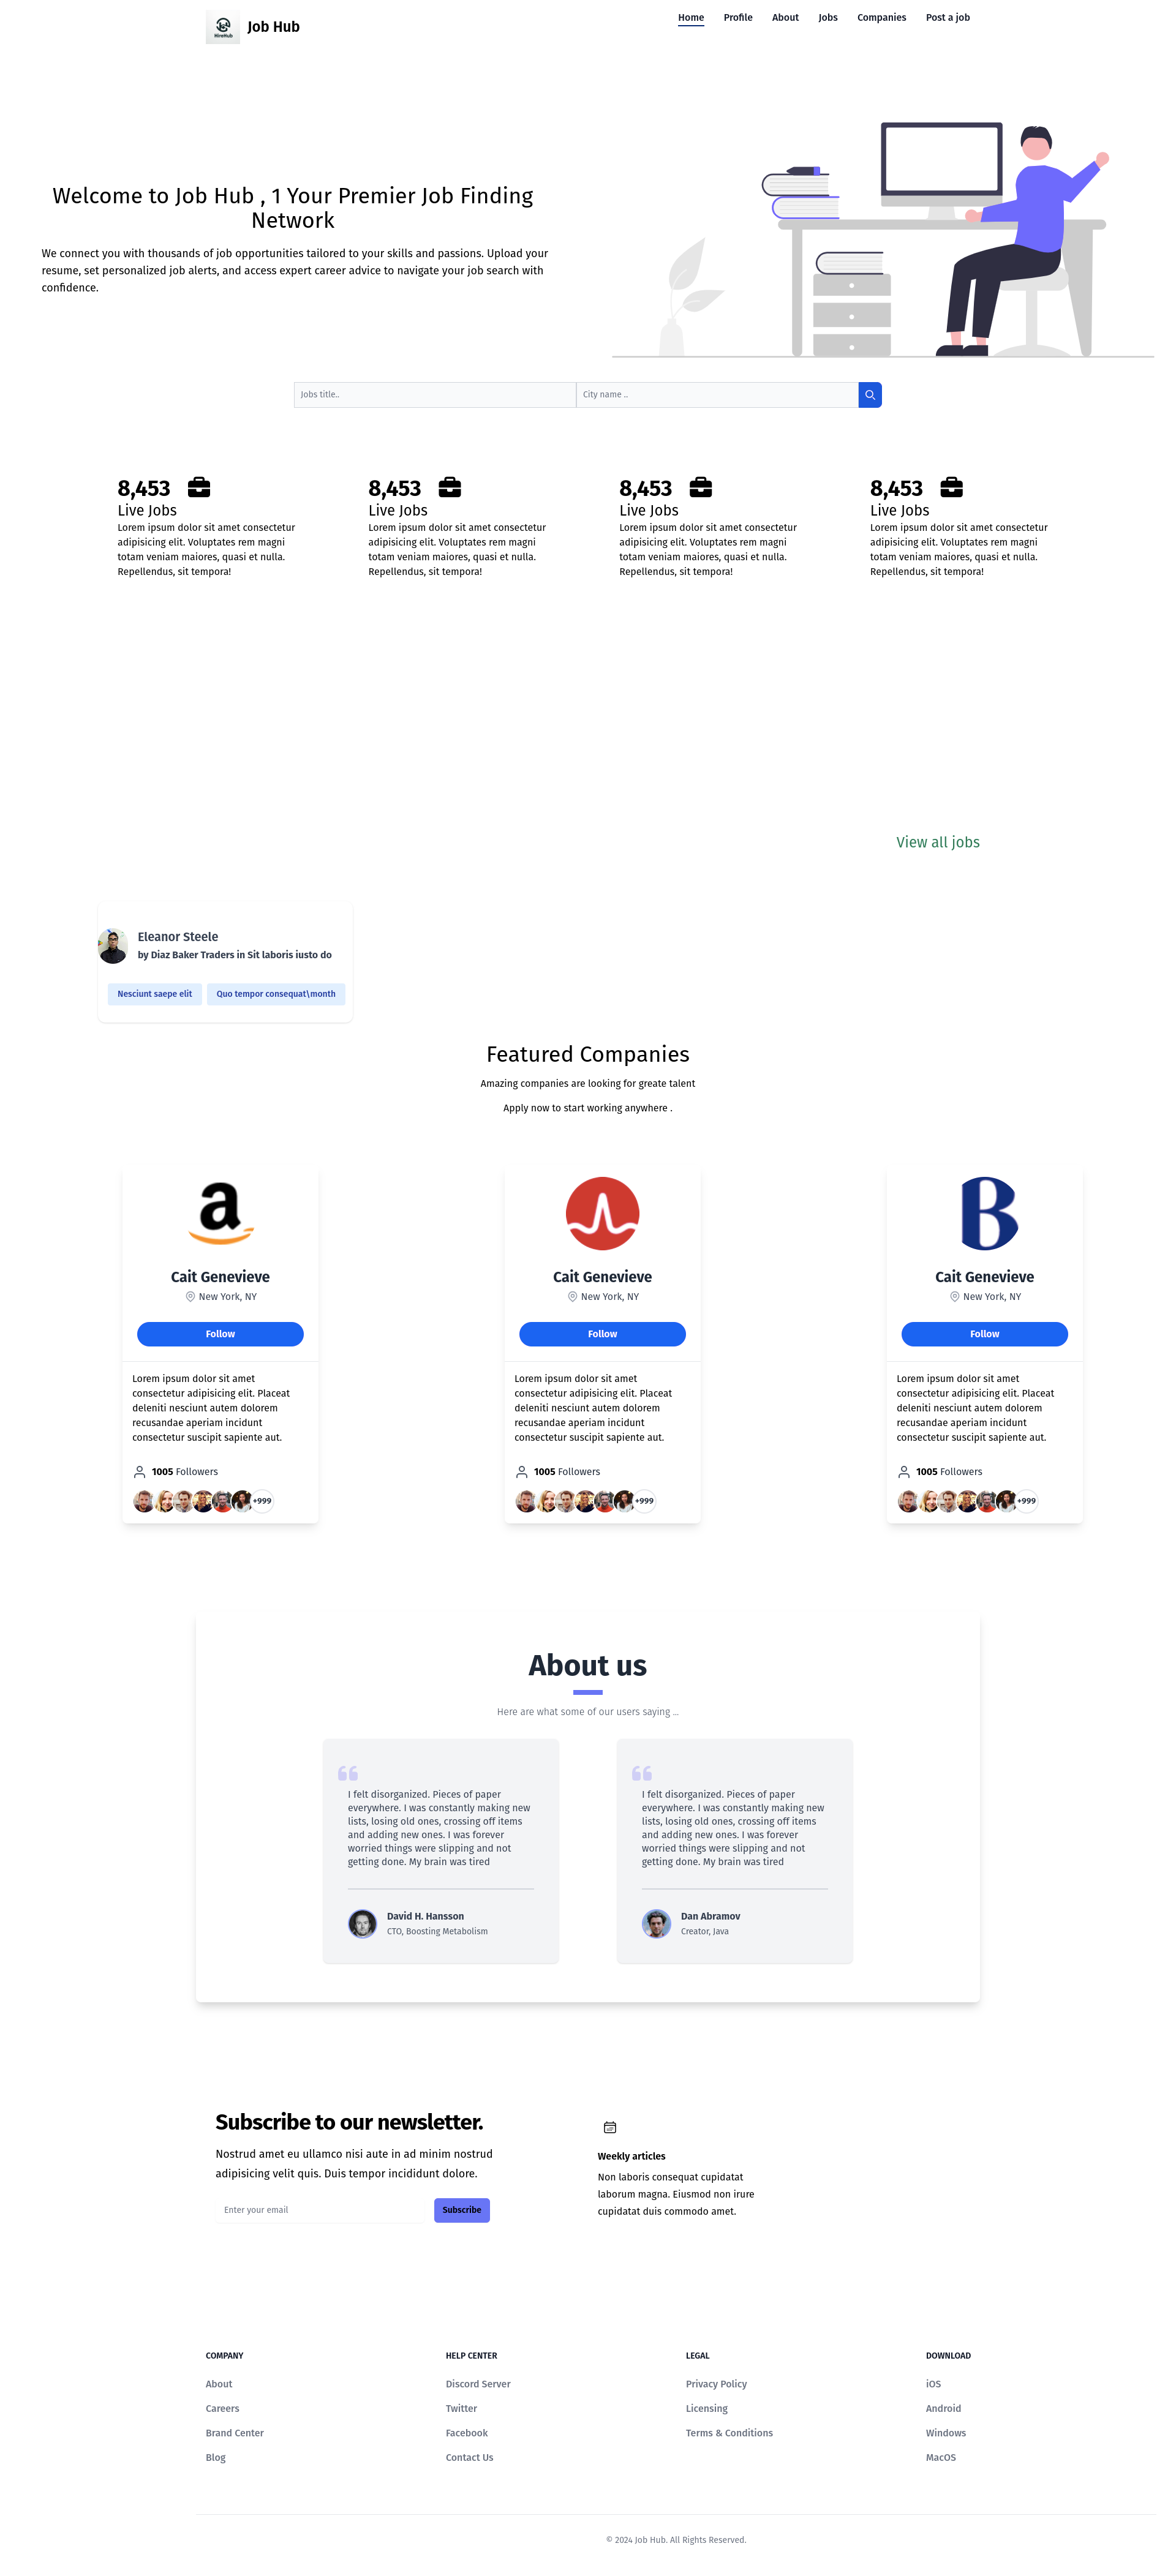 HireHub
Job Hub
Home
Profile
About
Jobs
Companies
Post a job
Welcome to Job Hub , 1 Your Premier Job Finding
Network
We connect you with thousands of job opportunities tailored to your skills and passions. Upload your
resume, set personalized job alerts, and access expert career advice to navigate your job search with
confidence.
Jobs title..
City name ..
8,453
Live Jobs
Lorem ipsum dolor sit amet consectetur
adipisicing elit. Voluptates rem magni
totam veniam maiores, quasi et nulla.
Repellendus, sit tempora!
8,453
Live Jobs
Lorem ipsum dolor sit amet consectetur
adipisicing elit. Voluptates rem magni
totam veniam maiores, quasi et nulla.
Repellendus, sit tempora!
8,453
Live Jobs
Lorem ipsum dolor sit amet consectetur
adipisicing elit. Voluptates rem magni
totam veniam maiores, quasi et nulla.
Repellendus, sit tempora!
8,453
Live Jobs
Lorem ipsum dolor sit amet consectetur
adipisicing elit. Voluptates rem magni
totam veniam maiores, quasi et nulla.
Repellendus, sit tempora!
View all jobs
Eleanor Steele
by Diaz Baker Traders in Sit laboris iusto do
Nesciunt saepe elit
Quo tempor consequat\month
Featured Companies
Amazing companies are looking for greate talent
Apply now to start working anywhere .
a
Cait Genevieve
New York, NY
Follow
Lorem ipsum dolor sit amet
consectetur adipisicing elit. Placeat
deleniti nesciunt autem dolorem
recusandae aperiam incidunt
consectetur suscipit sapiente aut.
1005 Followers
+999
Cait Genevieve
New York, NY
Follow
Lorem ipsum dolor sit amet
consectetur adipisicing elit. Placeat
deleniti nesciunt autem dolorem
recusandae aperiam incidunt
consectetur suscipit sapiente aut.
1005 Followers
+999
B
Cait Genevieve
New York, NY
Follow
Lorem ipsum dolor sit amet
consectetur adipisicing elit. Placeat
deleniti nesciunt autem dolorem
recusandae aperiam incidunt
consectetur suscipit sapiente aut.
1005 Followers
+999
About us
Here are what some of our users saying ...
I felt disorganized. Pieces of paper
everywhere. I was constantly making new
lists, losing old ones, crossing off items
and adding new ones. I was forever
worried things were slipping and not
getting done. My brain was tired
David H. Hansson
CTO, Boosting Metabolism
I felt disorganized. Pieces of paper
everywhere. I was constantly making new
lists, losing old ones, crossing off items
and adding new ones. I was forever
worried things were slipping and not
getting done. My brain was tired
Dan Abramov
Creator, Java
Subscribe to our newsletter.
Nostrud amet eu ullamco nisi aute in ad minim nostrud
adipisicing velit quis. Duis tempor incididunt dolore.
Enter your email
Subscribe
Weekly articles
Non laboris consequat cupidatat
laborum magna. Eiusmod non irure
cupidatat duis commodo amet.
COMPANY
About
Careers
Brand Center
Blog
HELP CENTER
Discord Server
Twitter
Facebook
Contact Us
LEGAL
Privacy Policy
Licensing
Terms & Conditions
DOWNLOAD
iOS
Android
Windows
MacOS
© 2024 Job Hub. All Rights Reserved.